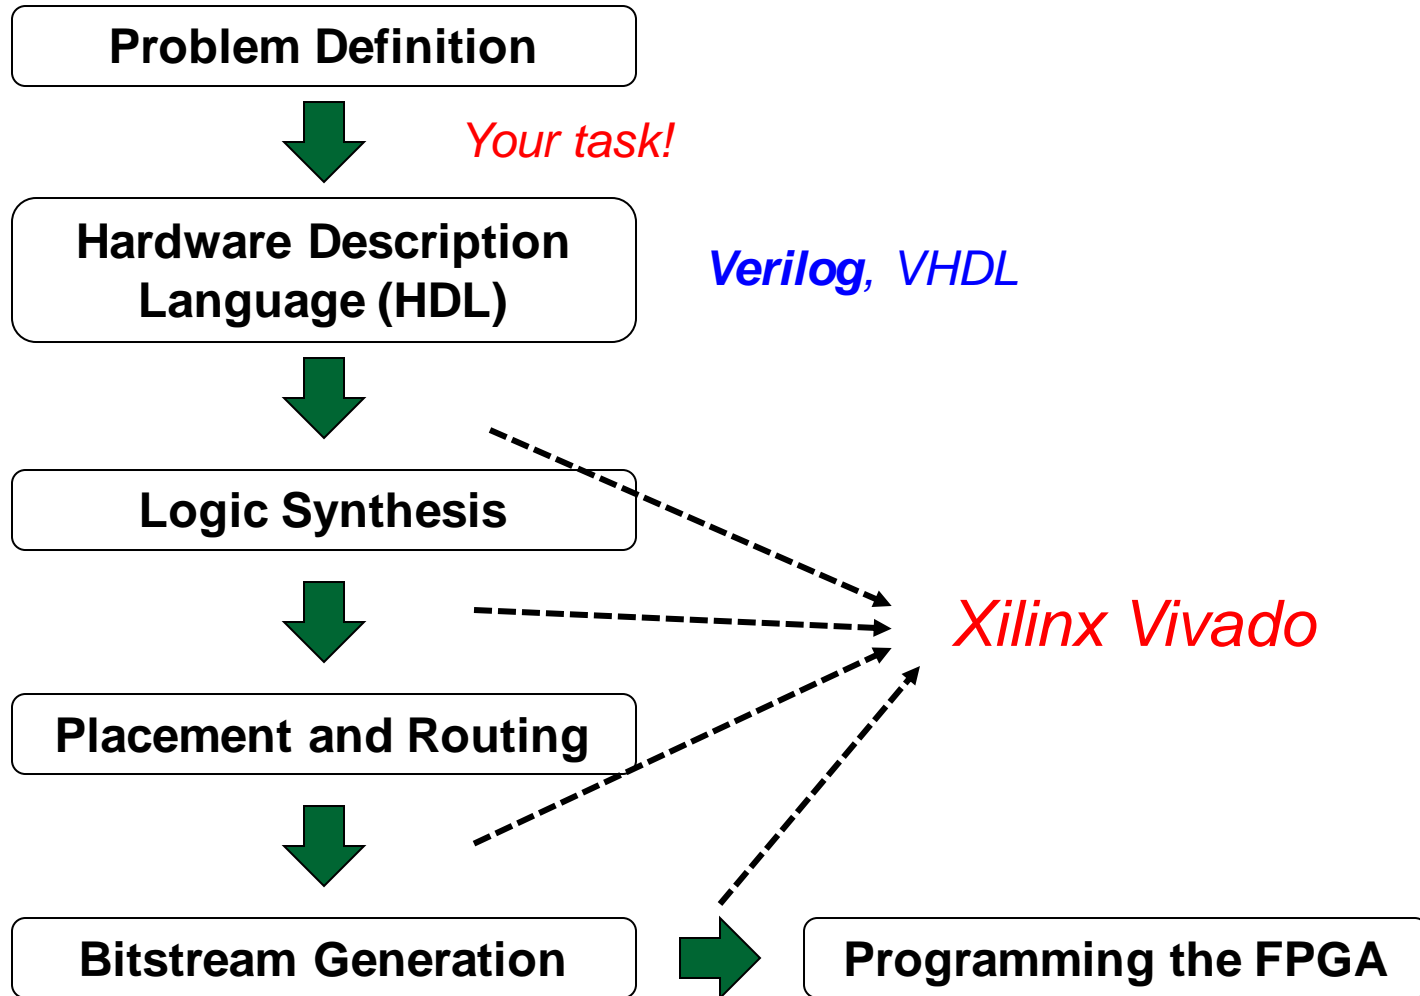 Problem Definition
Your task!
Hardware Description
Language (HDL)
Verilog, VHDL
Logic Synthesis
Xilinx Vivado
Placement and Routing
Bitstream Generation
Programming the FPGA